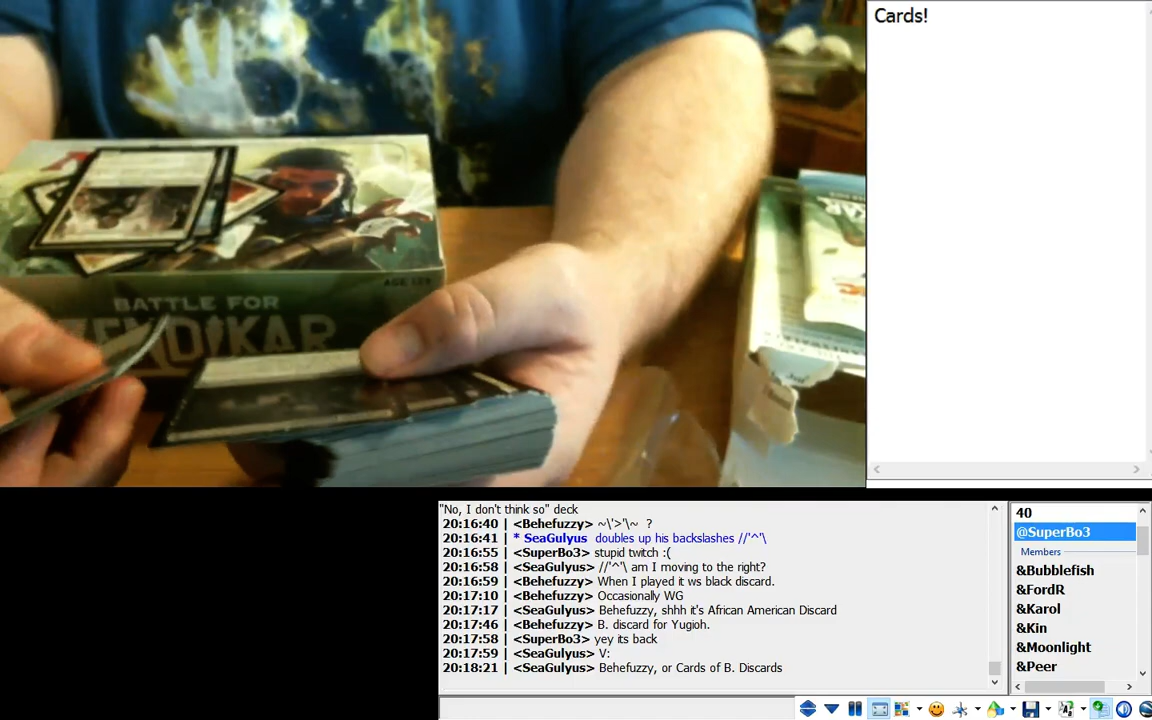 Cards!
BATTLE FOR
ZENDIKAR
"No, I don't think so" deck
20:16:40 | <Behefuzzy> ~\'>'\~ ?
20:16:41 | * SeaGulyus doubles up his backslashes //'^'\
20:16:55 | <SuperBo3> stupid twitch :(
20:16:58 | <SeaGulyus> //'^'\ am I moving to the right?
20:16:59 | <Behefuzzy> When I played it ws black discard.
20:17:10 | <Behefuzzy> Occasionally WG
20:17:17 | <SeaGulyus> Behefuzzy, shhh it's African American Discard
20:17:46 | <Behefuzzy> B. discard for Yugioh.
20:17:58 | <SuperBo3> yey its back
20:17:59 | <SeaGulyus> V:
20:18:21 | <SeaGulyus> Behefuzzy, or Cards of B. Discards
40
@SuperBo3
Members
&Bubblefish
&FordR
&Karol
&Kin
&Moonlight
&Peer